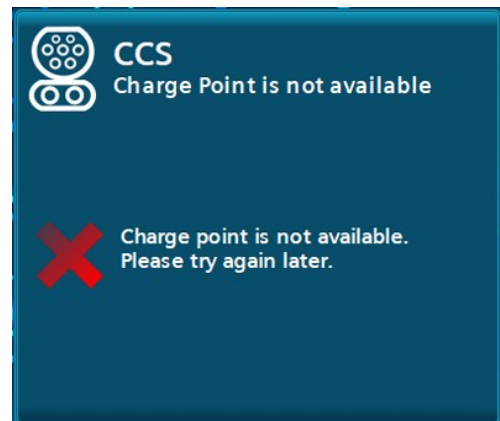 CCS
Charge Point is not available
Charge point is not available.
Please try again later.